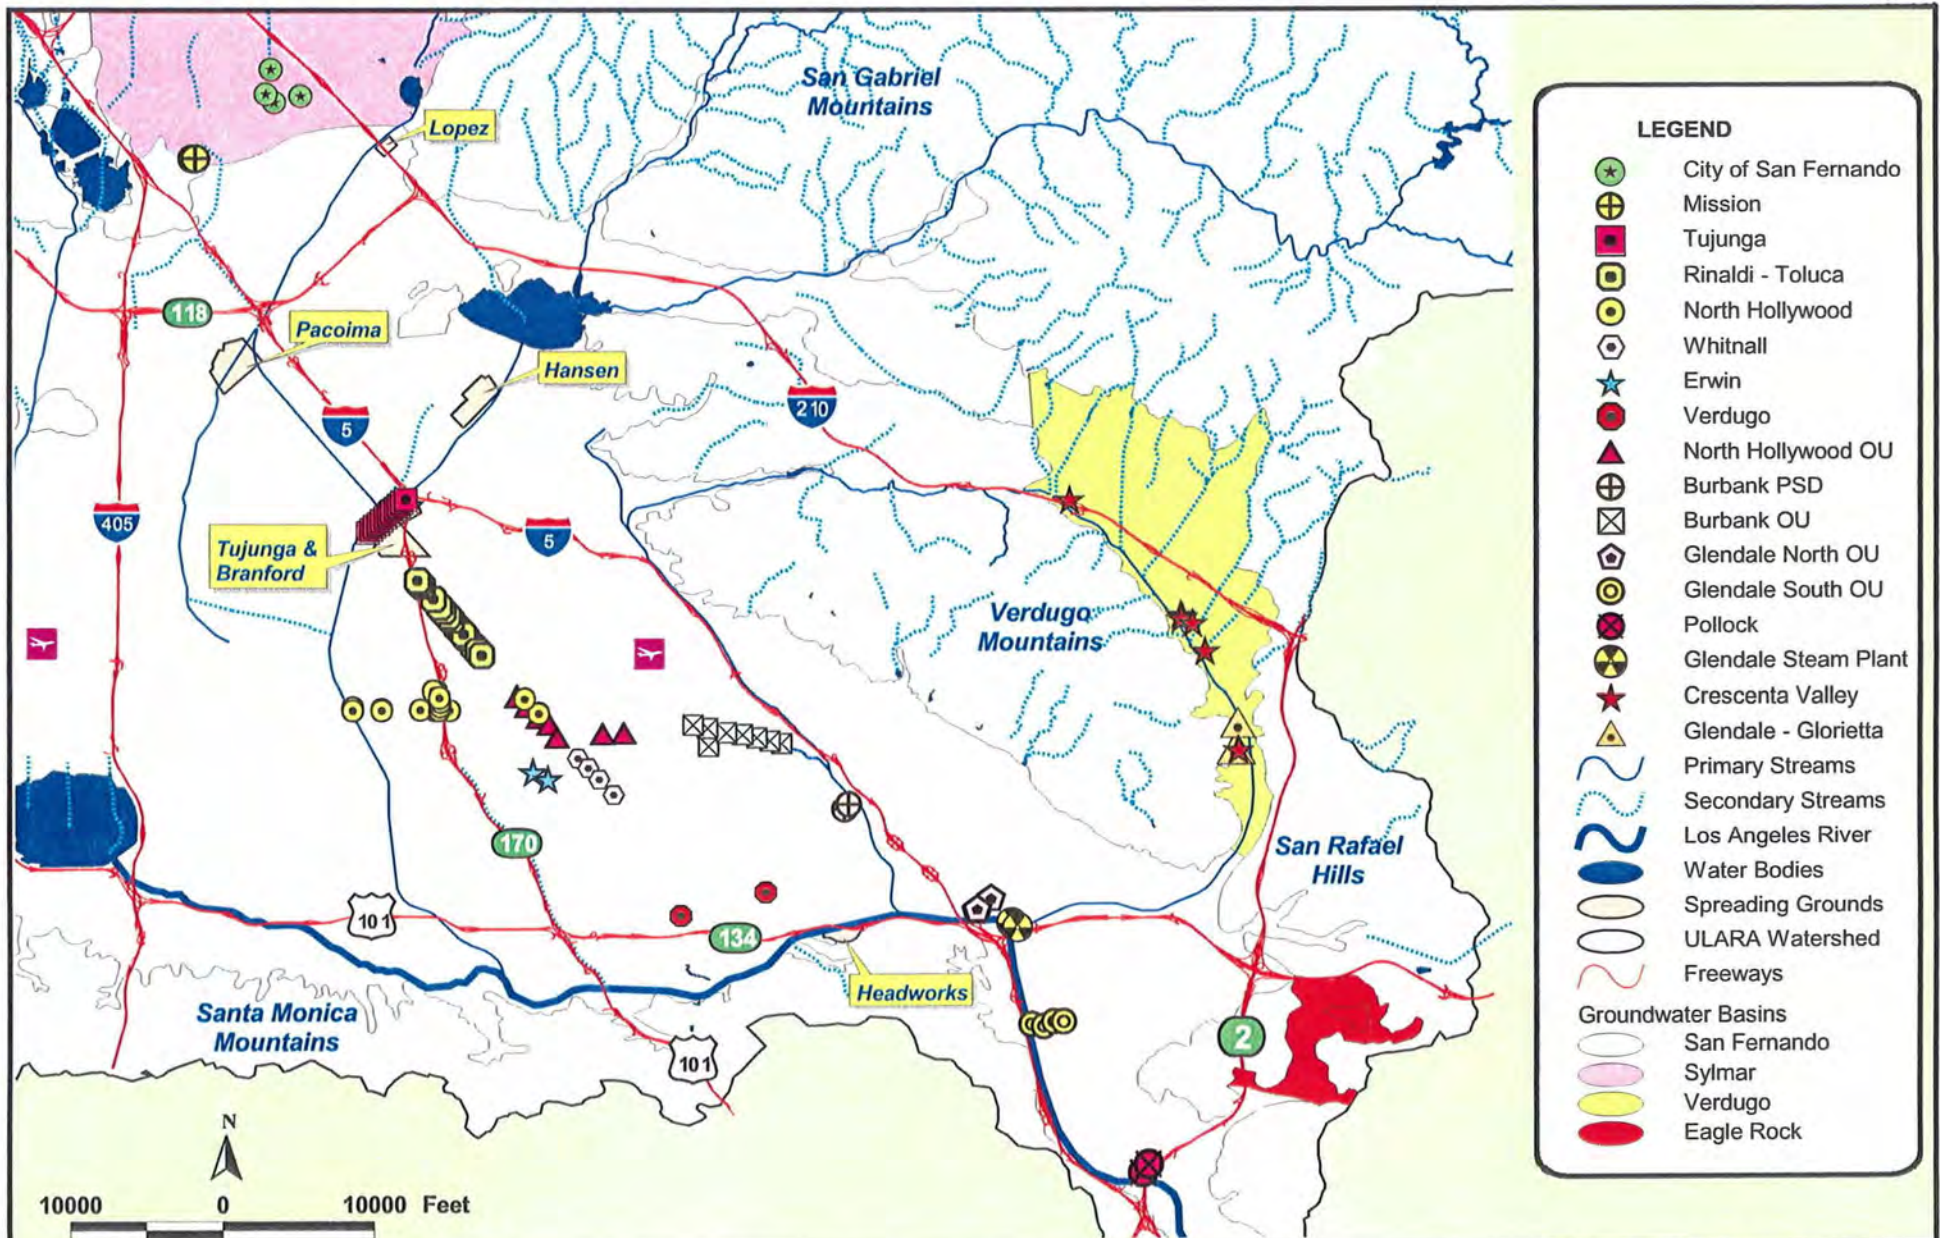 San Gabriel
Mountains
Lopez
118
Pacoima
Hansen
5
210
405
5
Tujunga &
Branford
Verdugo
Mountains
170
San Rafael
Hills
101
134
Headworks
Santa Monica
Mountains
2
101
N
10000 0 10000 Feet
LEGEND
City of San Fernando
Mission
Tujunga
Rinaldi - Toluca
North Hollywood
Whitnall
Erwin
Verdugo
North Hollywood OU
Burbank PSD
Burbank OU
Glendale North OU
Glendale South OU
Pollock
Glendale Steam Plant
Crescenta Valley
Glendale - Glorietta
Primary Streams
Secondary Streams
Los Angeles River
Water Bodies
Spreading Grounds
ULARA Watershed
Freeways
Groundwater Basins
San Fernando
Sylmar
Verdugo
Eagle Rock